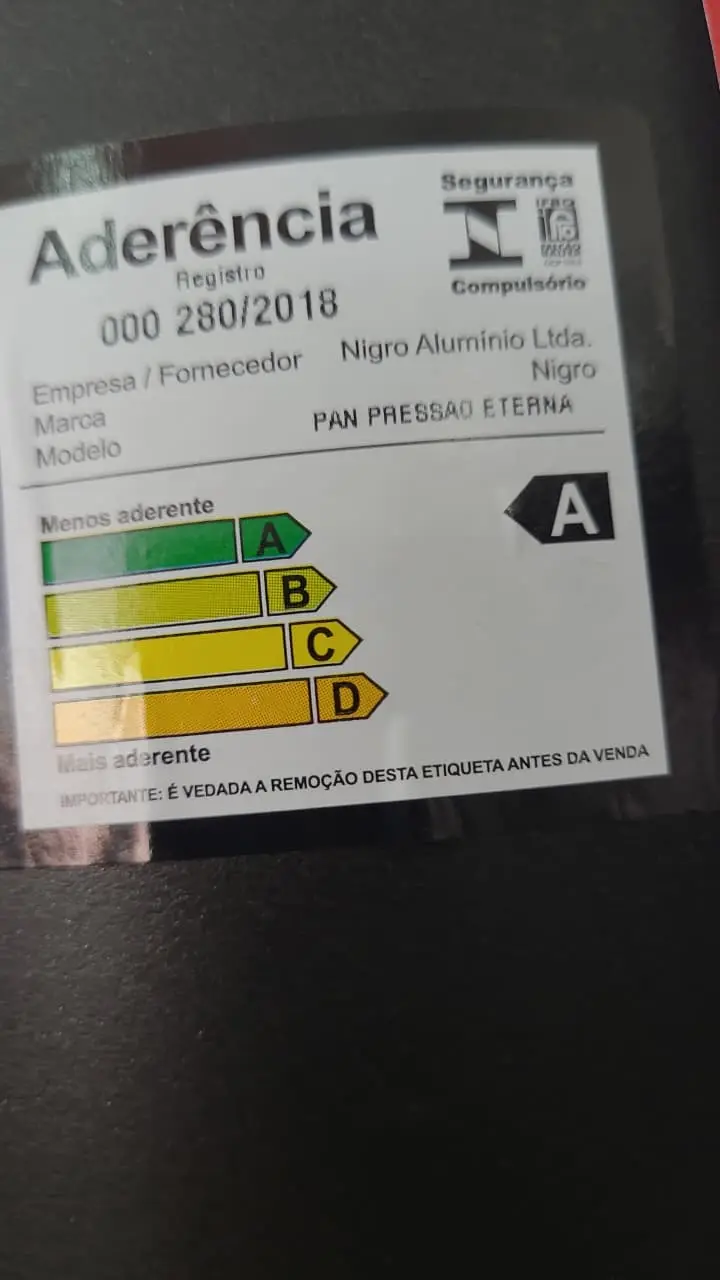 Aderência
Registro
000 280/2018
Segurança
Compulsório
Empresa / Fornecedor Nigro Alumínio Ltda.
Marca Nigro
Modelo PAN PRESSAO ETERNA
Menos aderente
A
A
B
C
D
Mais aderente
IMPORTANTE: É VEDADA A REMOÇÃO DESTA ETIQUETA ANTES DA VENDA